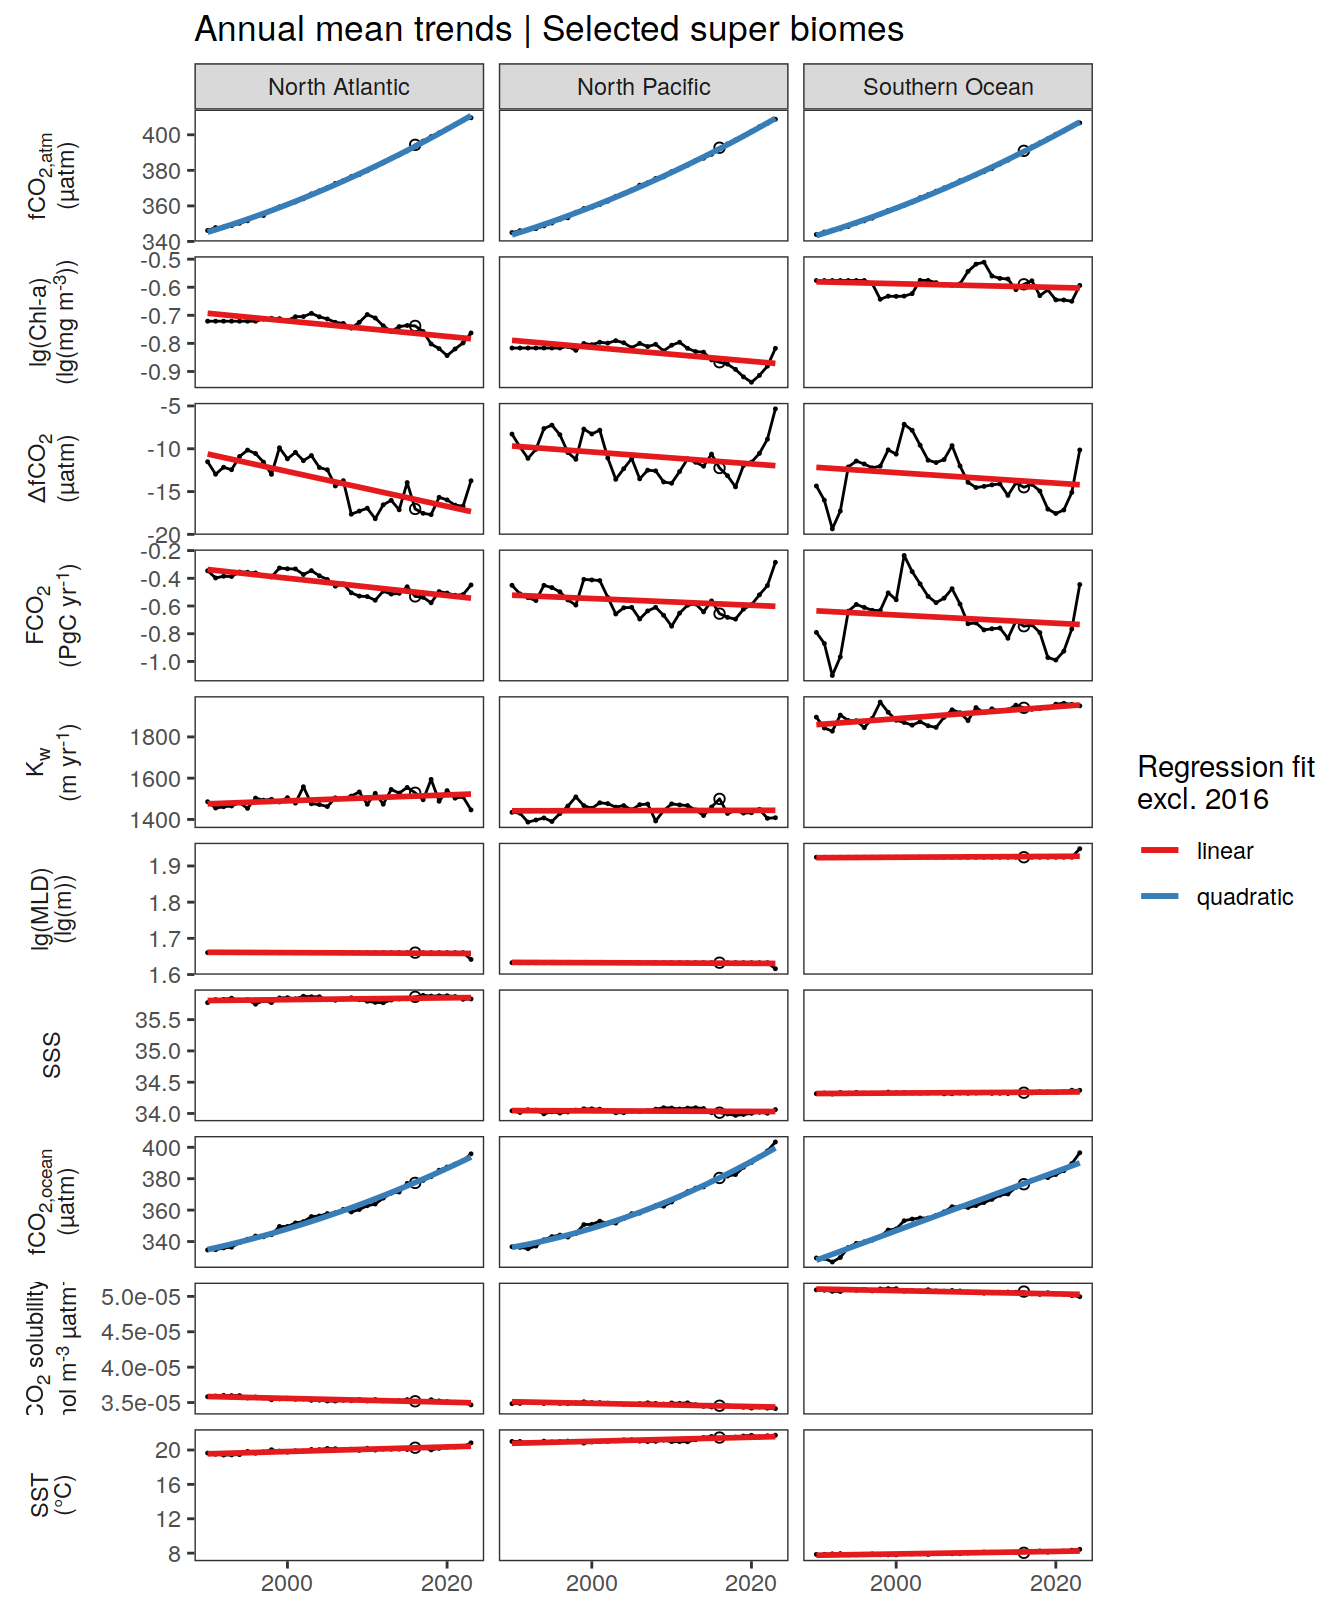 Annual mean trends | Selected super biomes
North Atlantic
North Pacific
Southern Ocean
fCO2,atm
(µatm)
400
380
360
340
lg(Chl-a)
(lg(mg m-3))
-0.5
-0.6
-0.7
-0.8
-0.9
ΔfCO2
(µatm)
-5
-10
-15
-20
FCO2
(PgC yr-1)
-0.2
-0.4
-0.6
-0.8
-1.0
Kw
(m yr-1)
1800
1600
1400
lg(MLD)
(lg(m))
1.9
1.8
1.7
1.6
SSS
35.5
35.0
34.5
34.0
fCO2,ocean
(µatm)
400
380
360
340
CO2 solubility
nol m-3 µatm-
5.0e-05
4.5e-05
4.0e-05
3.5e-05
SST
(°C)
20
16
12
8
2000
2020
2000
2020
2000
2020
Regression fit
excl. 2016
linear
quadratic